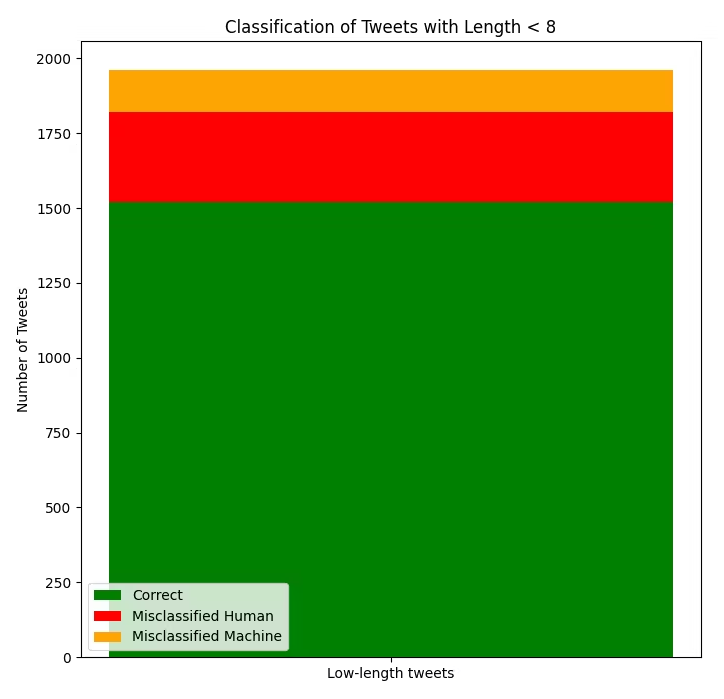 Classification of Tweets with Length < 8
Number of Tweets
2000
1750
1500
1250
1000
750
500
250
0
Correct
Misclassified Human
Misclassified Machine
Low-length tweets